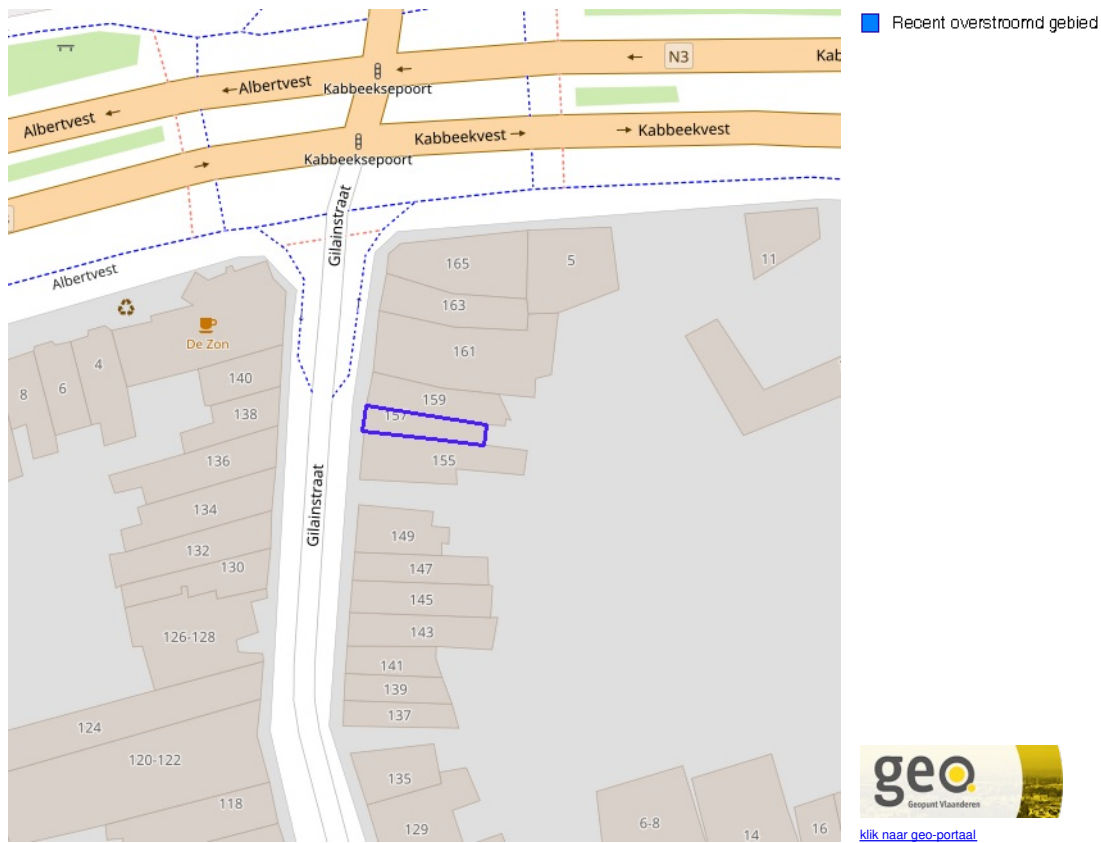 Recent overstroomd gebied
N3
Kab
Albertvest
Kabbeeksepoort
Albertvest
Kabbeekvest
Kabbeekvest
Kabbeeksepoort
Gilainstraat
165
5
11
Albertvest
163
De Zon
161
4
140
6
8
159
138
157
136
155
134
Gilainstraat
149
132
130
147
145
126-128
143
141
139
137
124
120-122
135
118
129
6-8
14
16
geo.
Geopunt Vlaanderen
klik naar geo-portaal